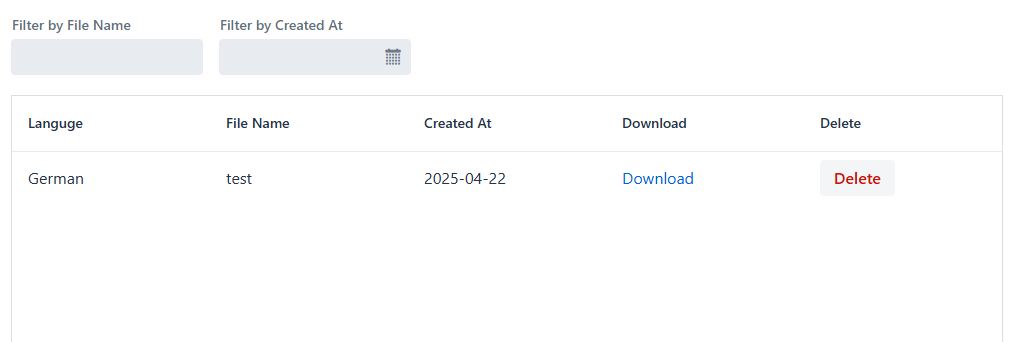 Filter by File Name Filter by Created At
Languge File Name Created At Download Delete
German test 2025-04-22 Download Delete